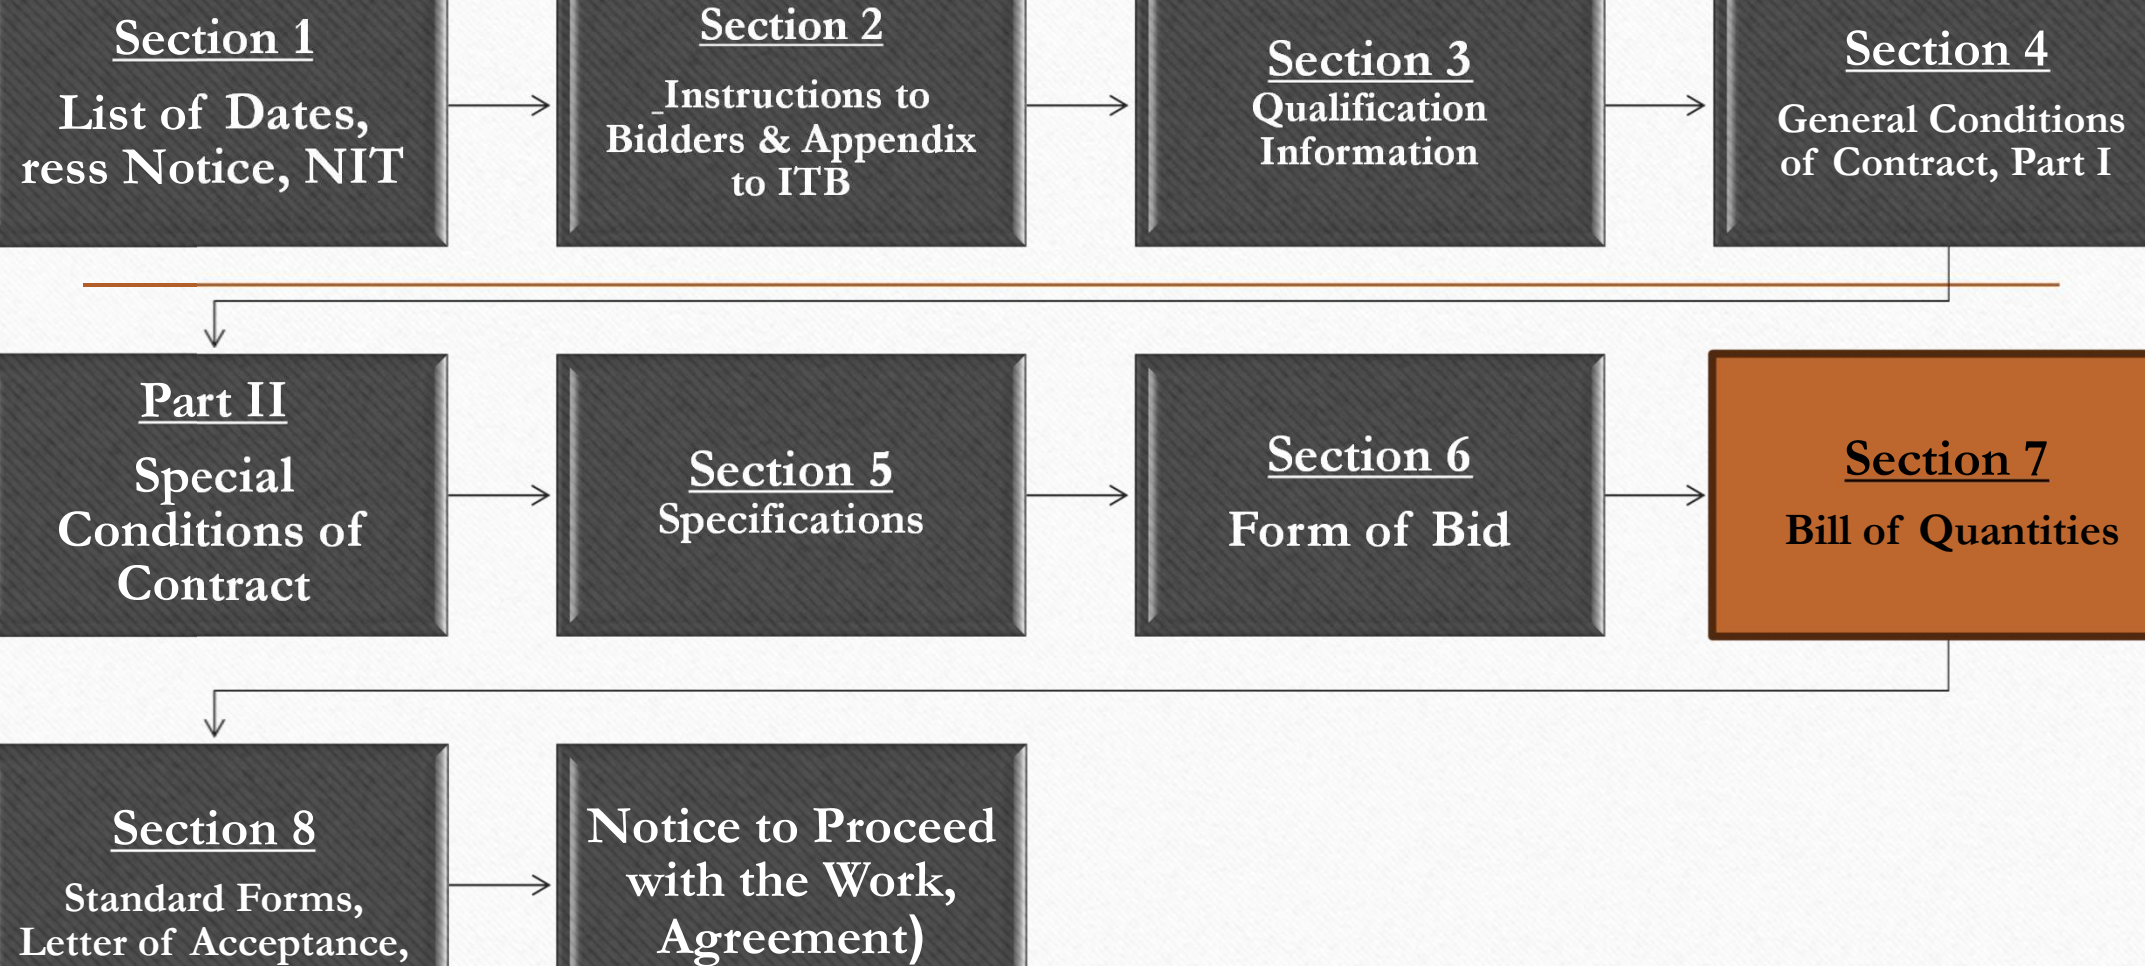 Section 1
List of Dates,
ress Notice, NIT
Section 2
_Instructions to
Bidders & Appendix
to ITB
Section 3
Qualification
Information
Section 4
General Conditions
of Contract, Part I
Part II
Special
Conditions of
Contract
Section 5
Specifications
Section 6
Form of Bid
Section 7
Bill of Quantities
Section 8
Standard Forms,
Letter of Acceptance,
Notice to Proceed
with the Work,
Agreement)